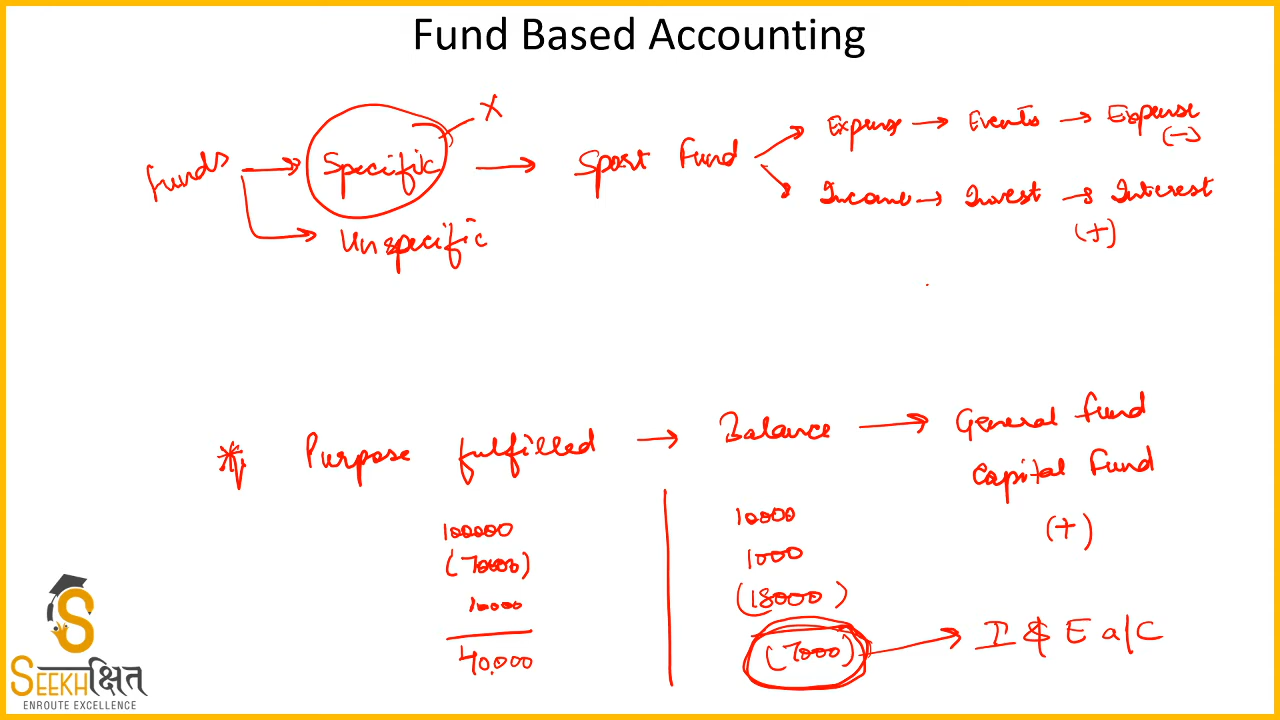 Fund Based Accounting
Funds → Specific X → Sport Fund → Expense → Events → Expense (-)
→ Income → Invest → Interest (+)
→ Unspecific
* Purpose fulfilled → Balance → General Fund
Capital Fund
(+)
100000
(70000)
10000
40,000
10000
1000
(18000)
(7000) → I & E a/c
SEEKHक्षित
ENROUTE EXCELLENCE